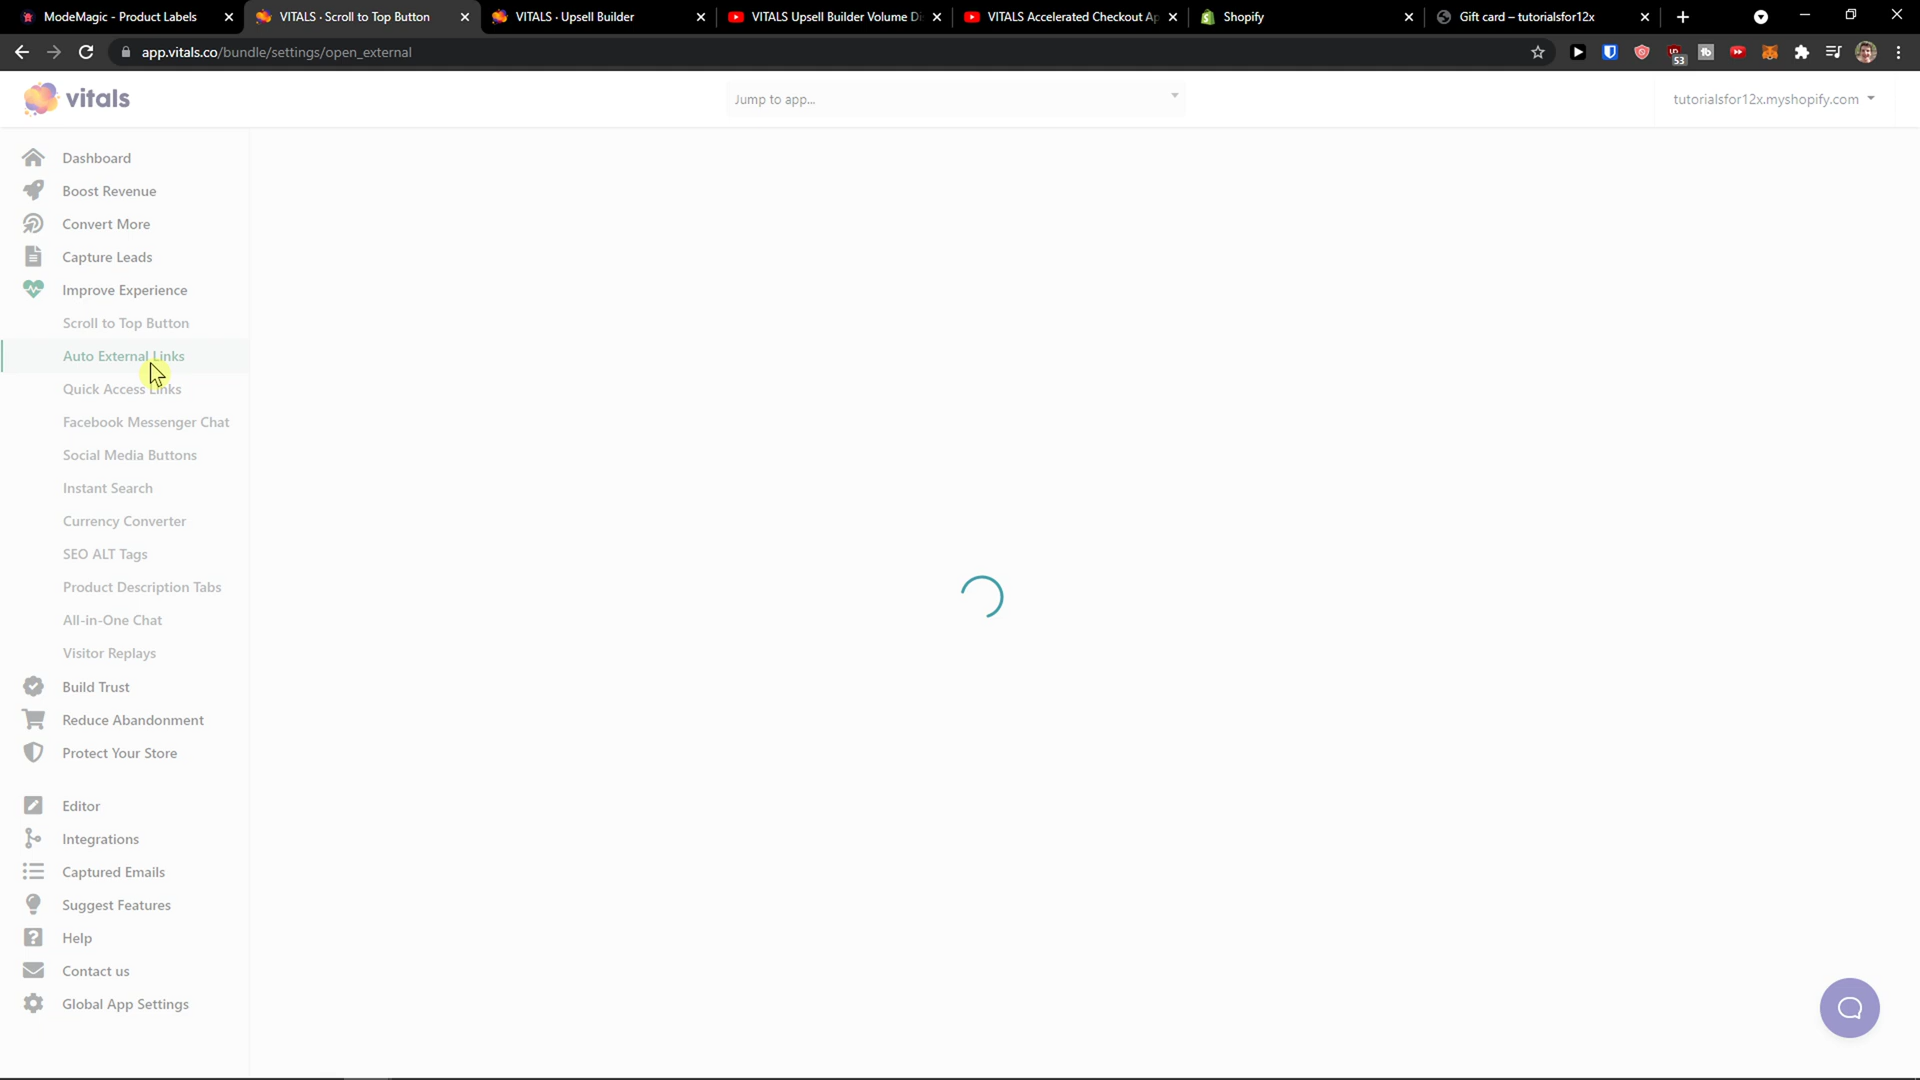 ModeMagic - Product Labels
VITALS · Scroll to Top Button
VITALS · Upsell Builder
VITALS Upsell Builder Volume Di
VITALS Accelerated Checkout Ap
Shopify
Gift card – tutorialsfor12x
app.vitals.co/bundle/settings/open_external
53
vitals
Jump to app...
tutorialsfor12x.myshopify.com
Dashboard
Boost Revenue
Convert More
Capture Leads
Improve Experience
Scroll to Top Button
Auto External Links
Quick Access Links
Facebook Messenger Chat
Social Media Buttons
Instant Search
Currency Converter
SEO ALT Tags
Product Description Tabs
All-in-One Chat
Visitor Replays
Build Trust
Reduce Abandonment
Protect Your Store
Editor
Integrations
Captured Emails
Suggest Features
Help
Contact us
Global App Settings